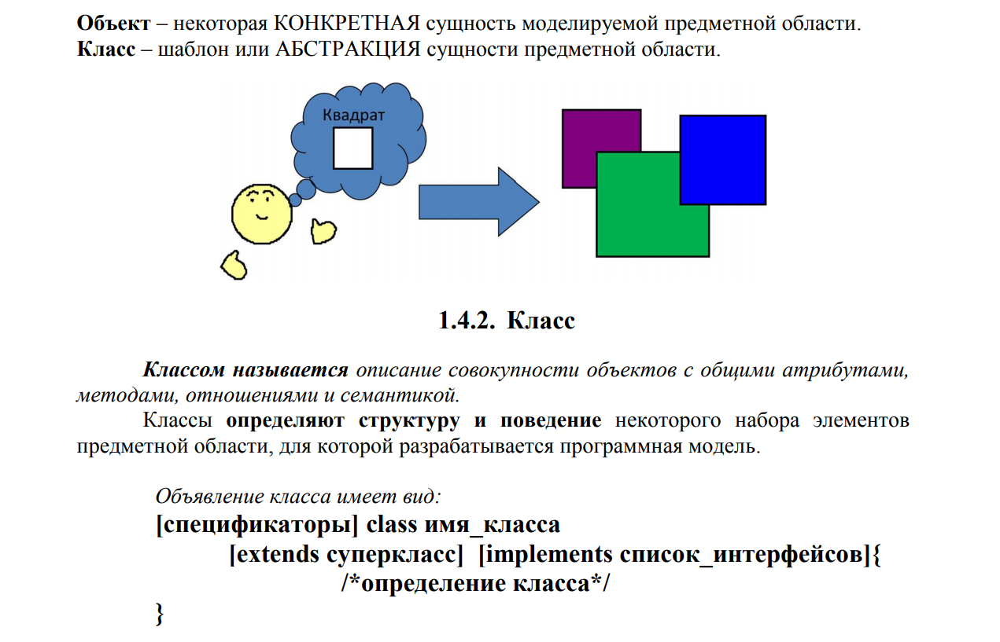 Объект – некоторая КОНКРЕТНАЯ сущность моделируемой предметной области.
Класс – шаблон или АБСТРАКЦИЯ сущности предметной области.
Квадрат
1.4.2. Класс
Классом называется описание совокупности объектов с общими атрибутами,
методами, отношениями и семантикой.
Классы определяют структуру и поведение некоторого набора элементов
предметной области, для которой разрабатывается программная модель.
Объявление класса имеет вид:
[спецификаторы] class имя_класса
[extends суперкласс] [implements список_интерфейсов]{
/*определение класса*/
}